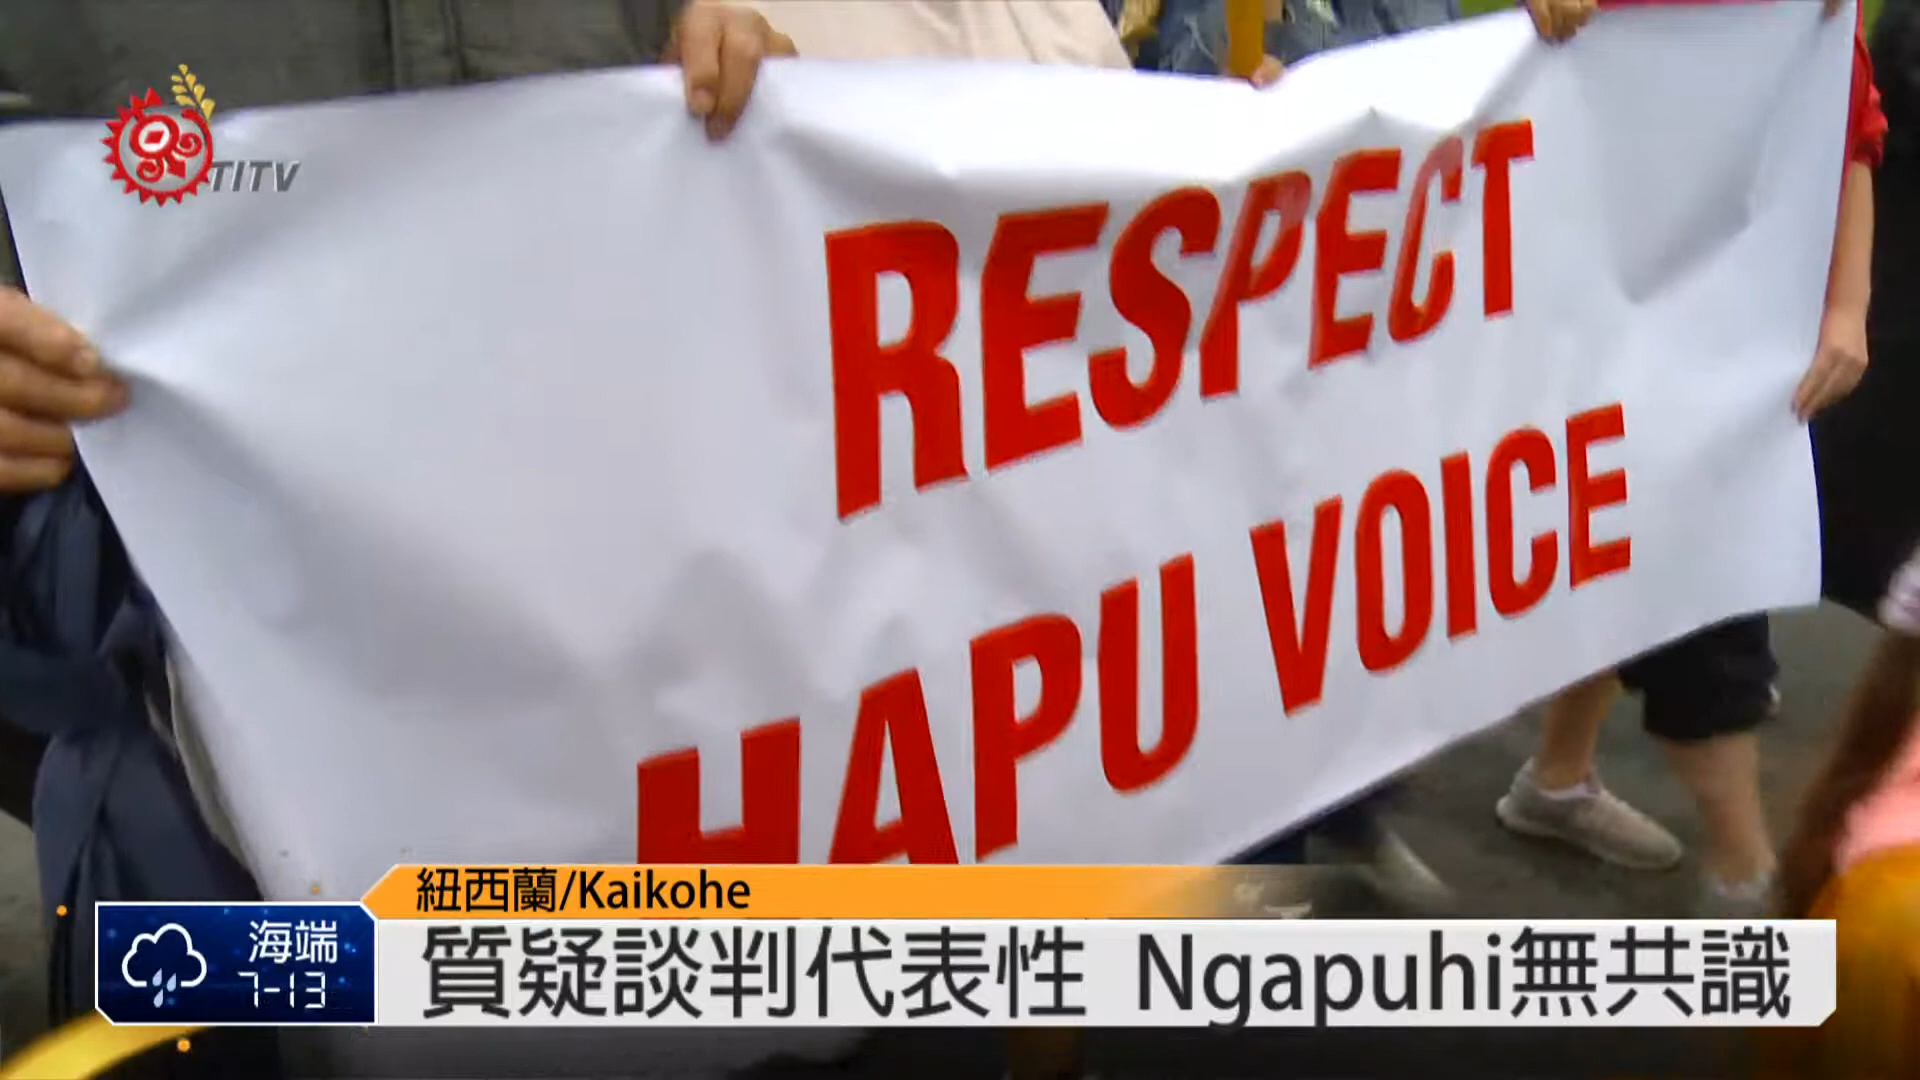 TITV
RESPECT
HAPU VOICE
紐西蘭/Kaikohe
海端
7-13
質疑談判代表性 Ngapuhi無共識